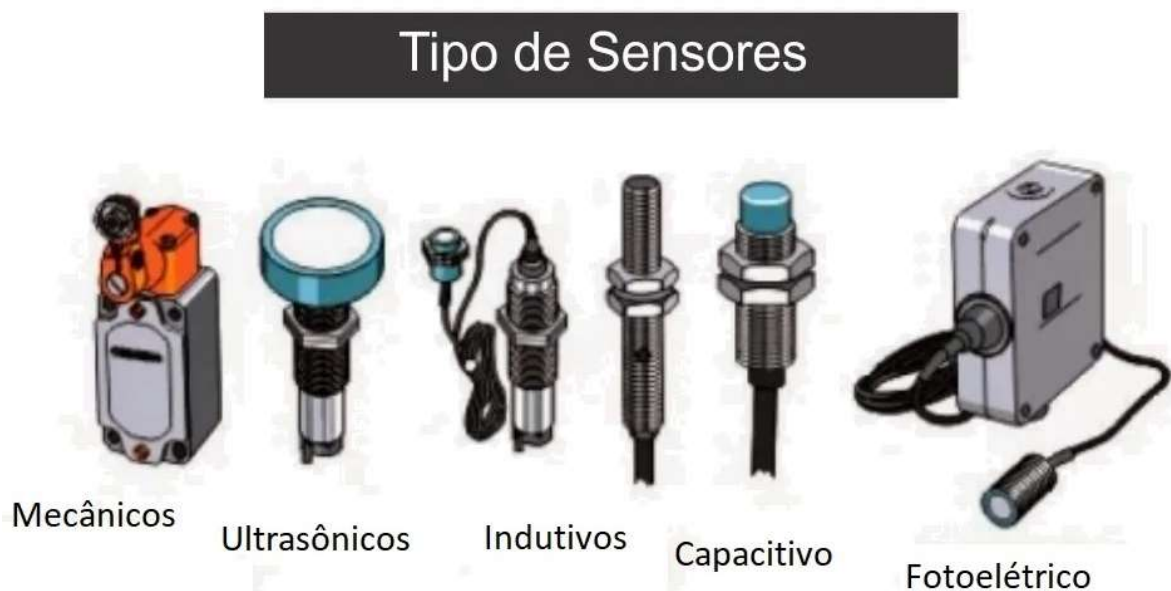 Tipo de Sensores
Mecânicos
Ultrasônicos
Indutivos
Capacitivo
Fotoelétrico